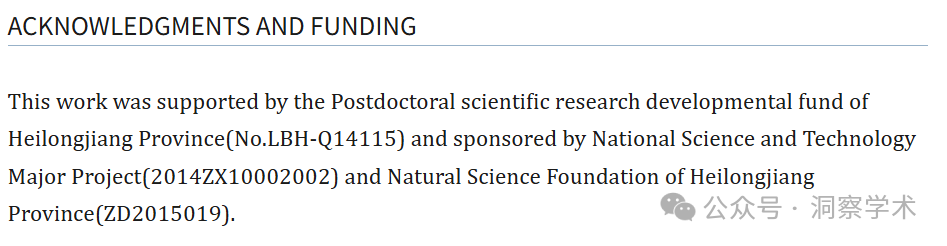 ACKNOWLEDGMENTS AND FUNDING
This work was supported by the Postdoctoral scientific research developmental fund of
Heilongjiang Province(No.LBH-Q14115) and sponsored by National Science and Technology
Major Project(2014ZX10002002) and Natural Science Foundation of Heilongjiang
Province(ZD2015019).
公众号 · 洞察学术